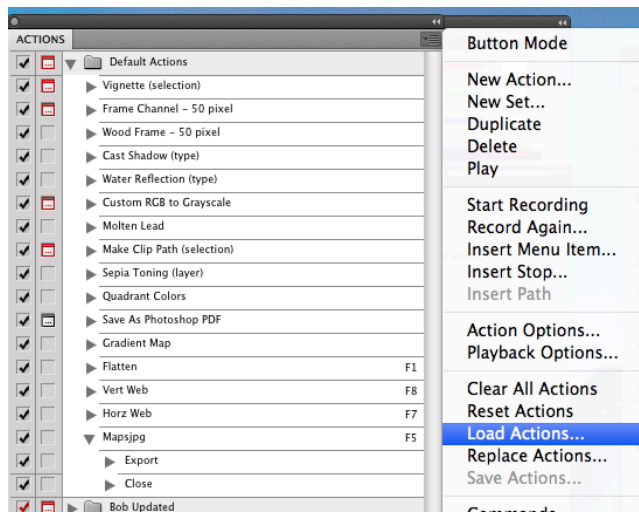 ACTIONS
Default Actions
Vignette (selection)
Frame Channel – 50 pixel
Wood Frame – 50 pixel
Cast Shadow (type)
Water Reflection (type)
Custom RGB to Grayscale
Molten Lead
Make Clip Path (selection)
Sepia Toning (layer)
Quadrant Colors
Save As Photoshop PDF
Gradient Map
Flatten F1
Vert Web F8
Horz Web F7
Mapsjpg F5
Export
Close
Bob Updated
Button Mode
New Action...
New Set...
Duplicate
Delete
Play
Start Recording
Record Again...
Insert Menu Item...
Insert Stop...
Insert Path
Action Options...
Playback Options...
Clear All Actions
Reset Actions
Load Actions...
Replace Actions...
Save Actions...
Commands